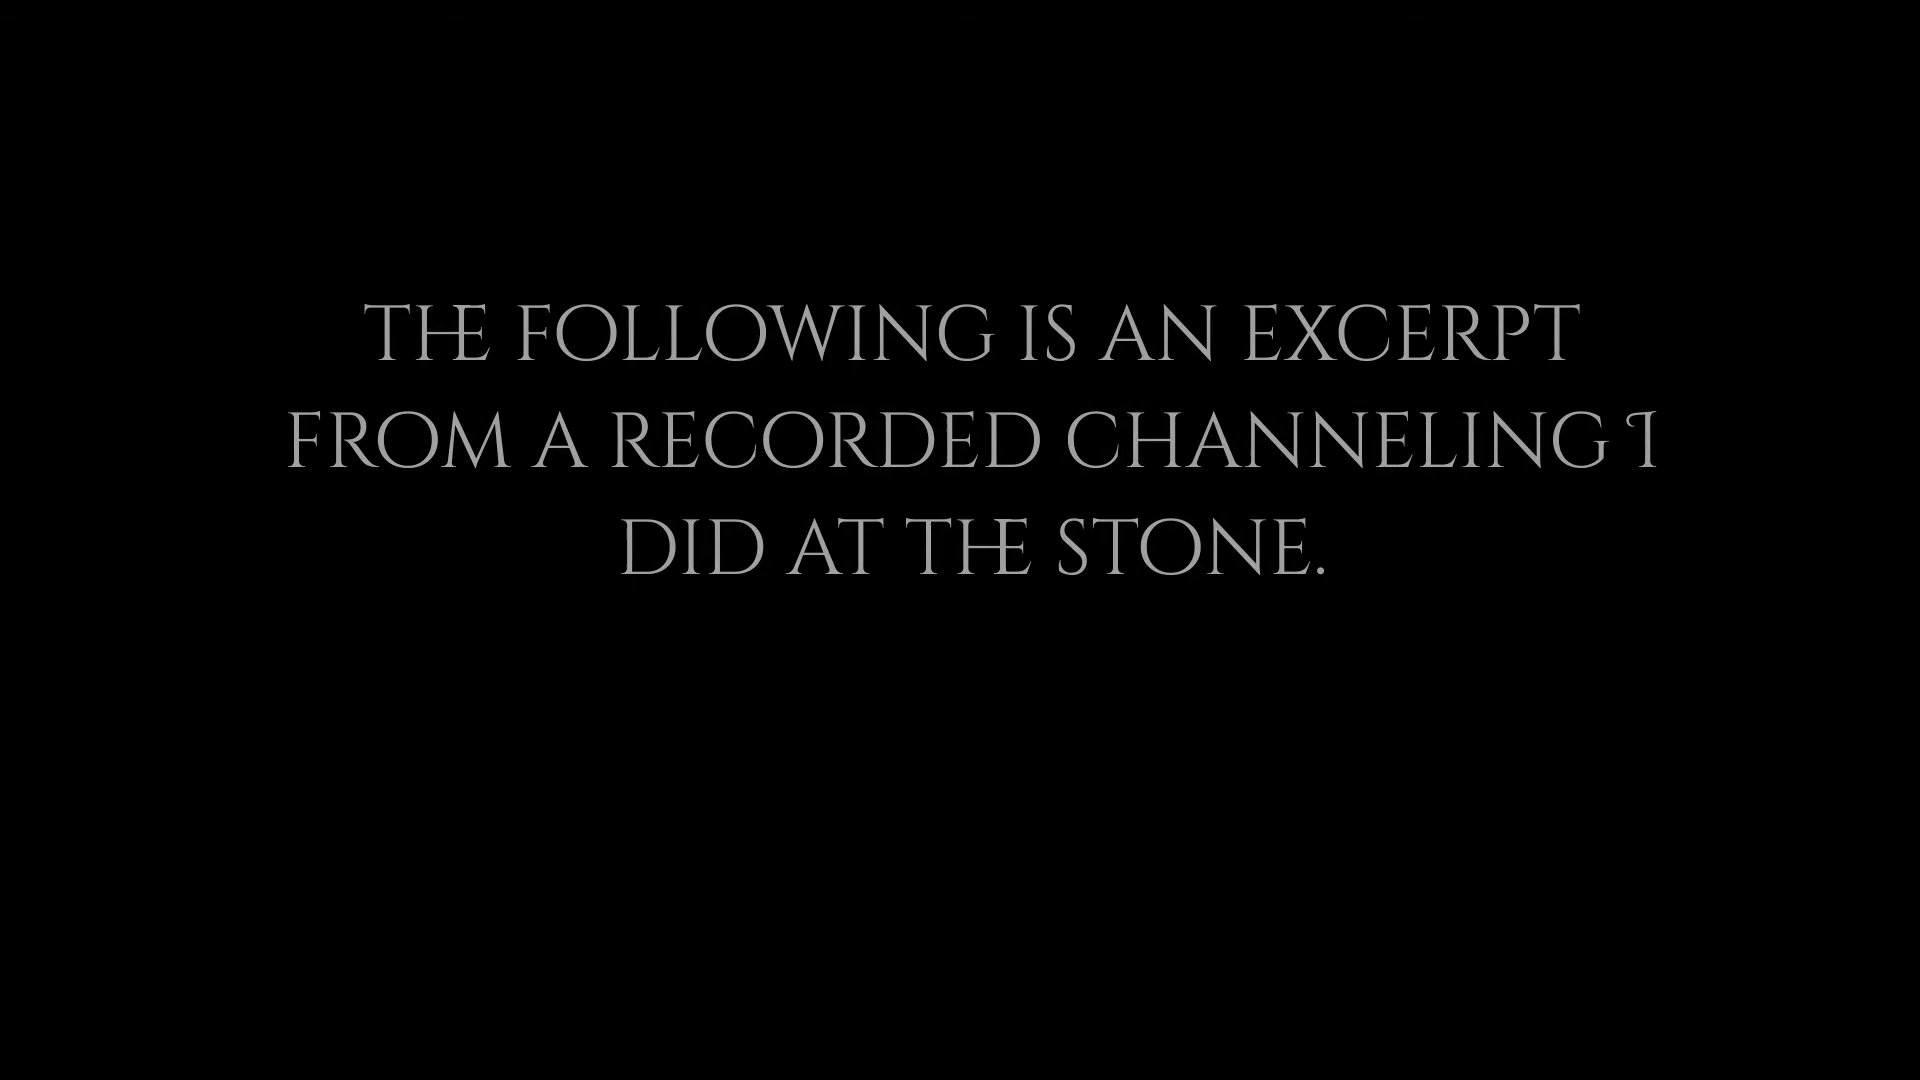 THE FOLLOWING IS AN EXCERPT
FROM A RECORDED CHANNELING I
DID AT THE STONE.